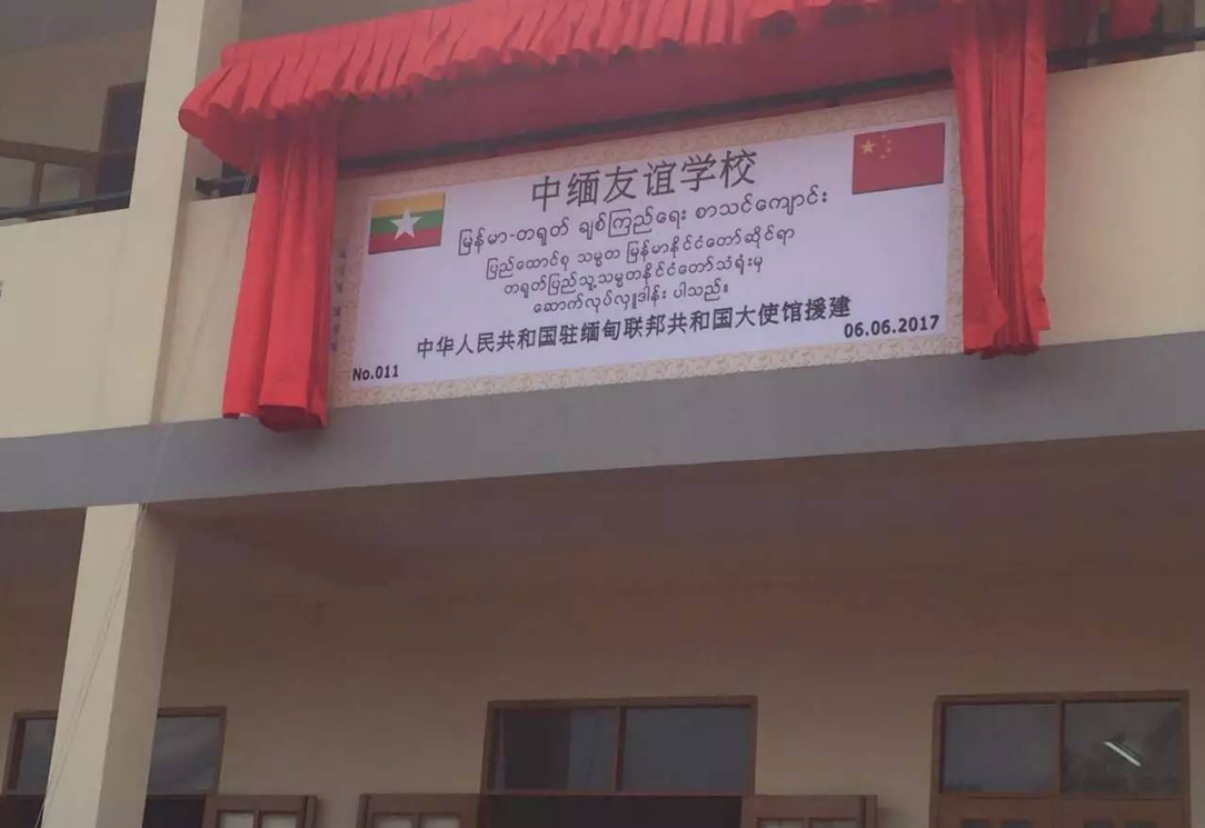 中缅友谊学校
မြန်မာ-တရုတ် ချစ်ကြည်ရေး စာသင်ကျောင်း
ပြည်ထောင်စု သမ္မတ မြန်မာနိုင်ငံတော်ဆိုင်ရာ
တရုတ်ပြည်သူ့သမ္မတနိုင်ငံတော်သံရုံးမှ
ဆောက်လုပ်လှူဒါန်း ပါသည်။
中华人民共和国驻缅甸联邦共和国大使馆援建
No.011
06.06.2017